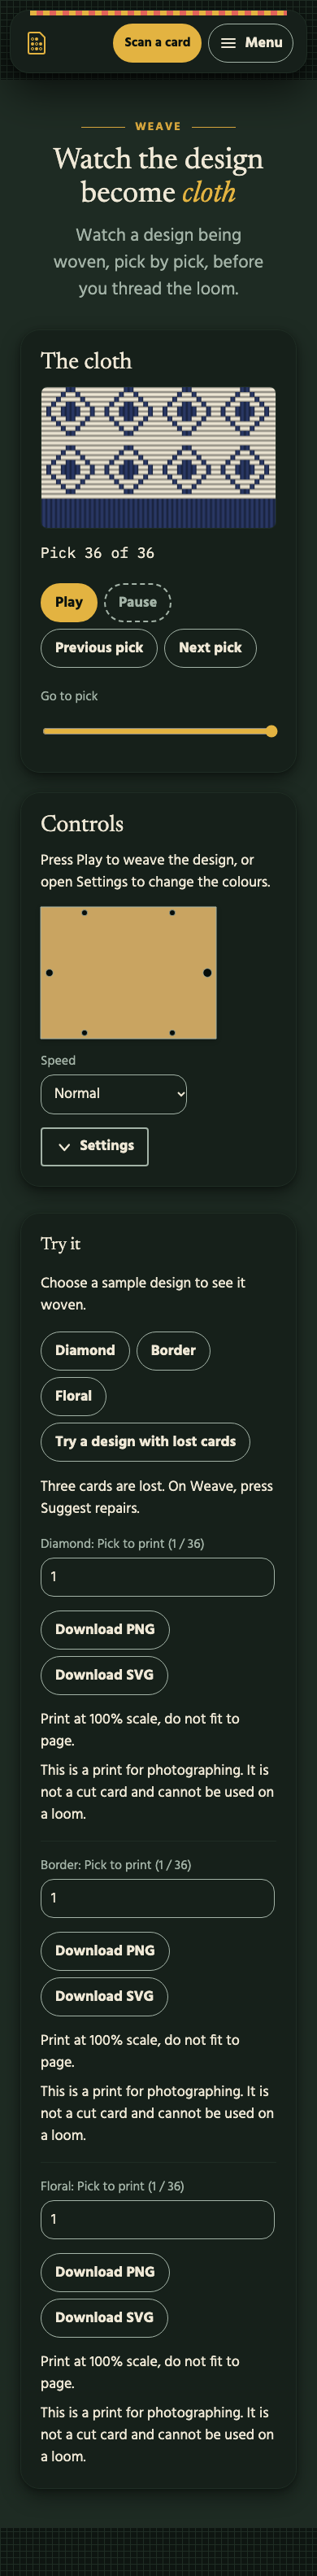 Scan a card
Menu
WEAVE
Watch the design
become cloth
Watch a design being
woven, pick by pick, before
you thread the loom.
The cloth
Pick 36 of 36
Play
Pause
Previous pick
Next pick
Go to pick
Controls
Press Play to weave the design, or
open Settings to change the colours.
Speed
Normal
Settings
Try it
Choose a sample design to see it
woven.
Diamond
Border
Floral
Try a design with lost cards
Three cards are lost. On Weave, press
Suggest repairs.
Diamond: Pick to print (1 / 36)
1
Download PNG
Download SVG
Print at 100% scale, do not fit to
page.
This is a print for photographing. It is
not a cut card and cannot be used on
a loom.
Border: Pick to print (1 / 36)
1
Download PNG
Download SVG
Print at 100% scale, do not fit to
page.
This is a print for photographing. It is
not a cut card and cannot be used on
a loom.
Floral: Pick to print (1 / 36)
1
Download PNG
Download SVG
Print at 100% scale, do not fit to
page.
This is a print for photographing. It is
not a cut card and cannot be used on
a loom.